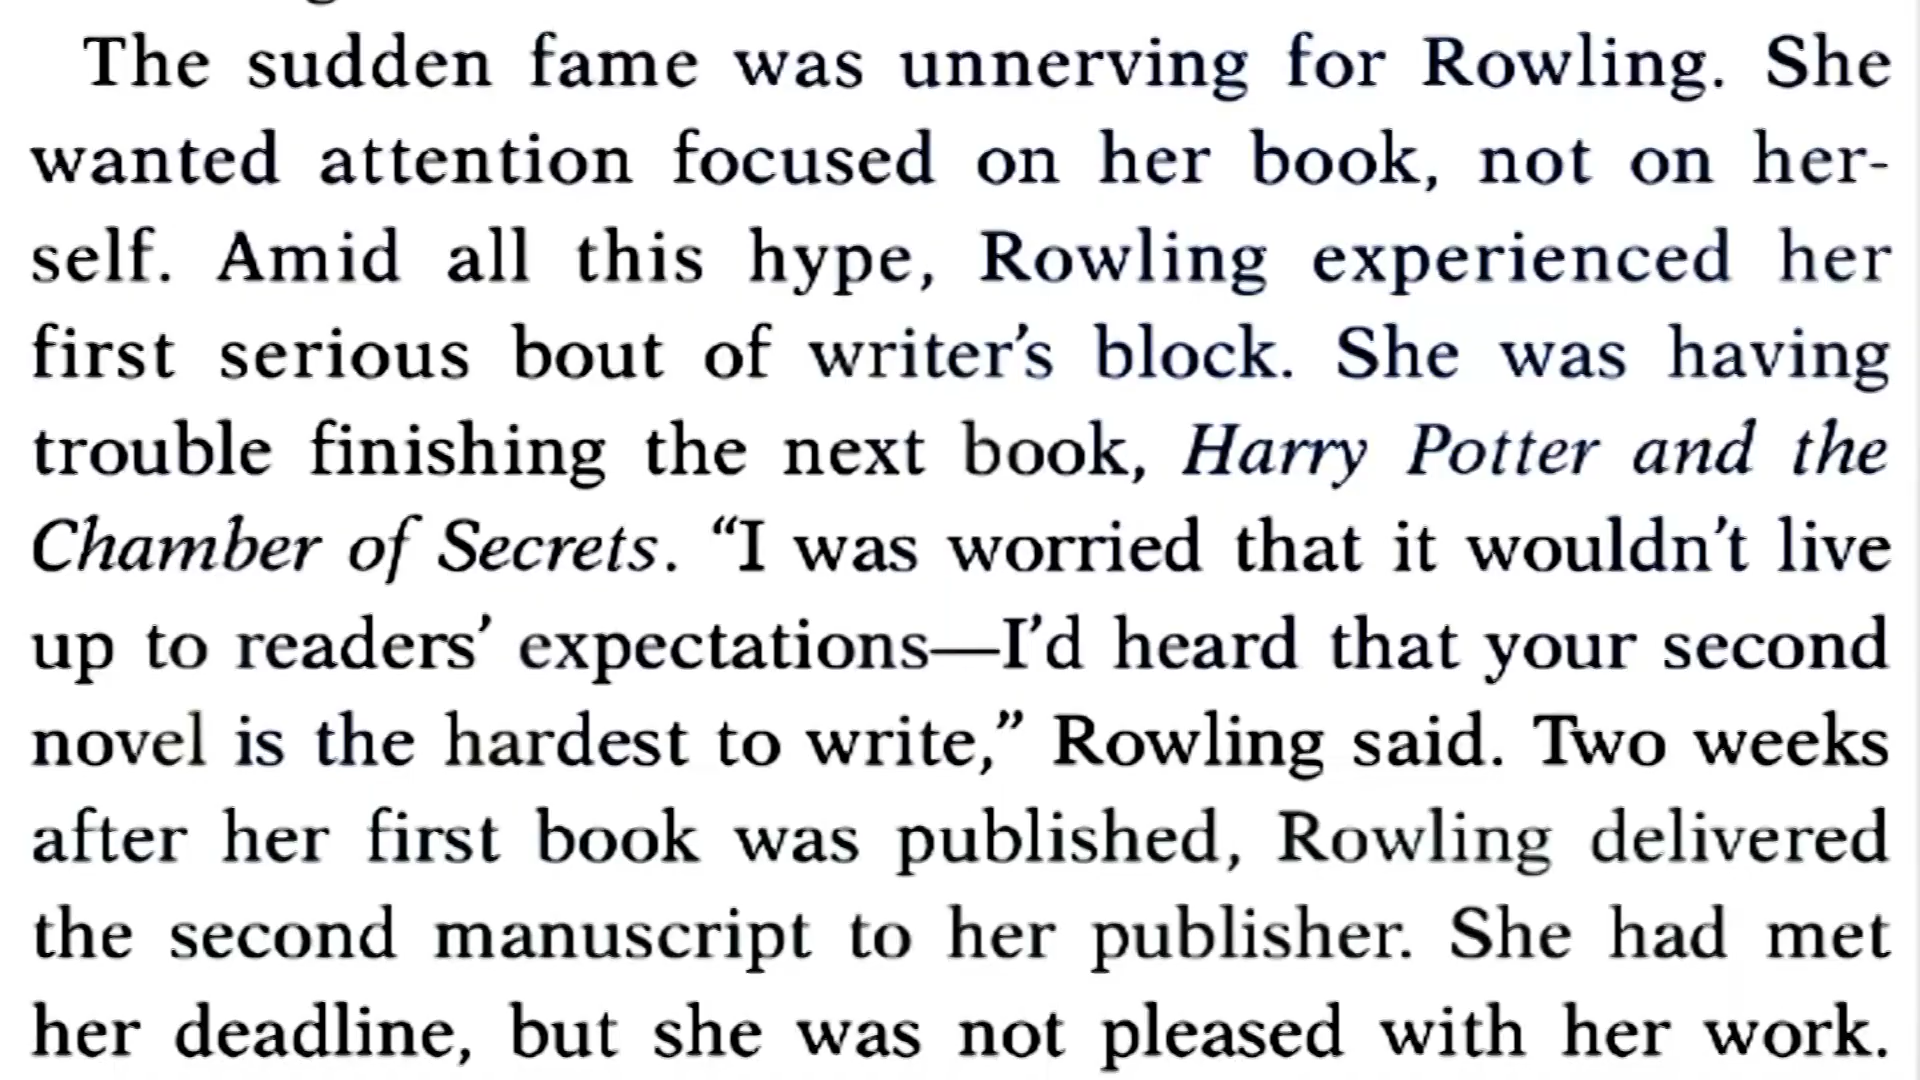 The sudden fame was unnerving for Rowling. She
wanted attention focused on her book, not on her-
self. Amid all this hype, Rowling experienced her
first serious bout of writer’s block. She was having
trouble finishing the next book, Harry Potter and the
Chamber of Secrets. “I was worried that it wouldn’t live
up to readers’ expectations—I’d heard that your second
novel is the hardest to write,” Rowling said. Two weeks
after her first book was published, Rowling delivered
the second manuscript to her publisher. She had met
her deadline, but she was not pleased with her work.